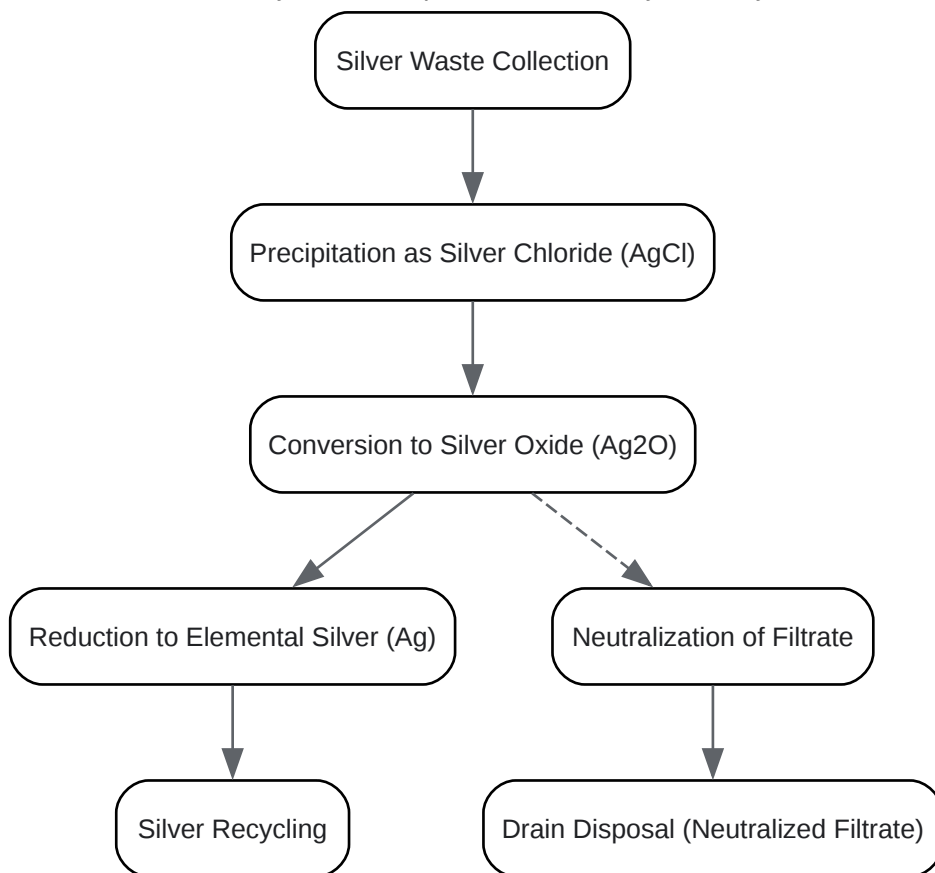 Silver Waste Collection
Precipitation as Silver Chloride (AgCl)
Conversion to Silver Oxide (Ag2O)
Reduction to Elemental Silver (Ag)
Neutralization of Filtrate
Silver Recycling
Drain Disposal (Neutralized Filtrate)